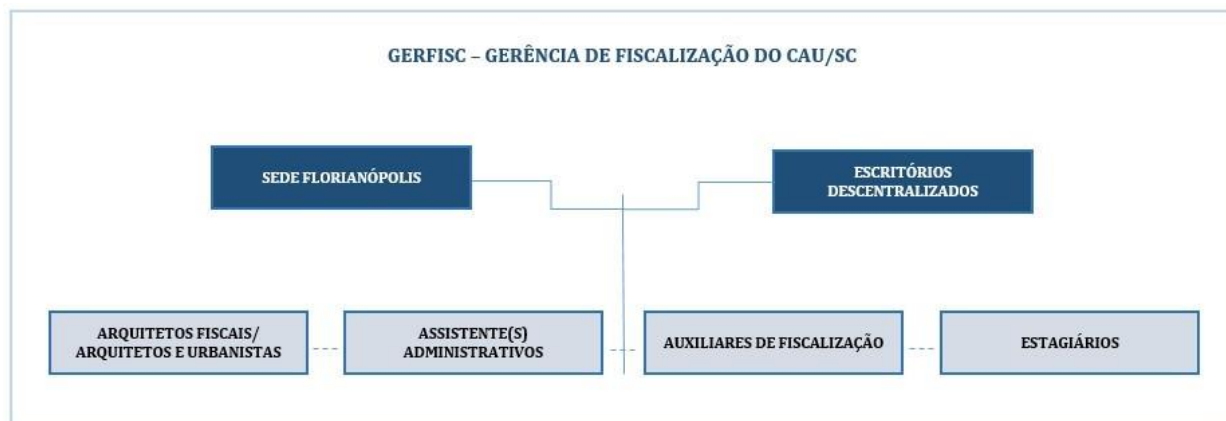 GERFISC – GERÊNCIA DE FISCALIZAÇÃO DO CAU/SC
SEDE FLORIANÓPOLIS
ESCRITÓRIOS
DESCENTRALIZADOS
ARQUITETOS FISCAIS/
ARQUITETOS E URBANISTAS
ASSISTENTE(S)
ADMINISTRATIVOS
AUXILIARES DE FISCALIZAÇÃO
ESTAGIÁRIOS